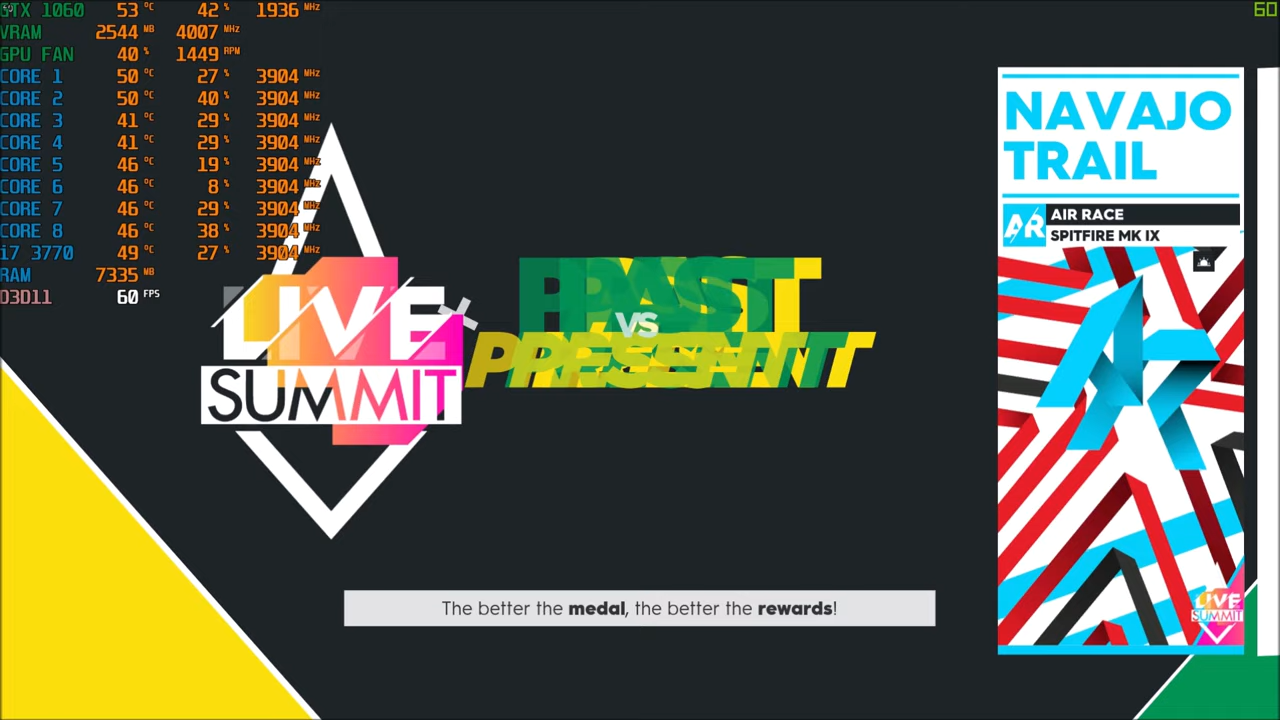 GTX 1060 53 °C 42 % 1936 MHz
VRAM 2544 MB 4007 MHz
GPU FAN 40 % 1449 RPM
CORE 1 50 °C 27 % 3904 MHz
CORE 2 50 °C 40 % 3904 MHz
CORE 3 41 °C 29 % 3904 MHz
CORE 4 41 °C 29 % 3904 MHz
CORE 5 46 °C 19 % 3904 MHz
CORE 6 46 °C 8 % 3904 MHz
CORE 7 46 °C 29 % 3904 MHz
CORE 8 46 °C 38 % 3904 MHz
i7 3770 49 °C 27 % 3904 MHz
RAM 7335 MB
D3D11 60 FPS
60
LIVE
SUMMIT
PAST
VS
PRESENT
The better the medal, the better the rewards!
NAVAJO
TRAIL
AR
AIR RACE
SPITFIRE MK IX
AR
LIVE
SUMMIT